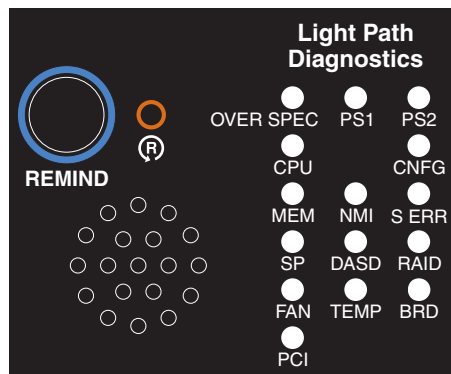 Light Path
Diagnostics
OVER SPEC PS1 PS2
R
CPU CNFG
REMIND
MEM NMI S ERR
SP DASD RAID
FAN TEMP BRD
PCI